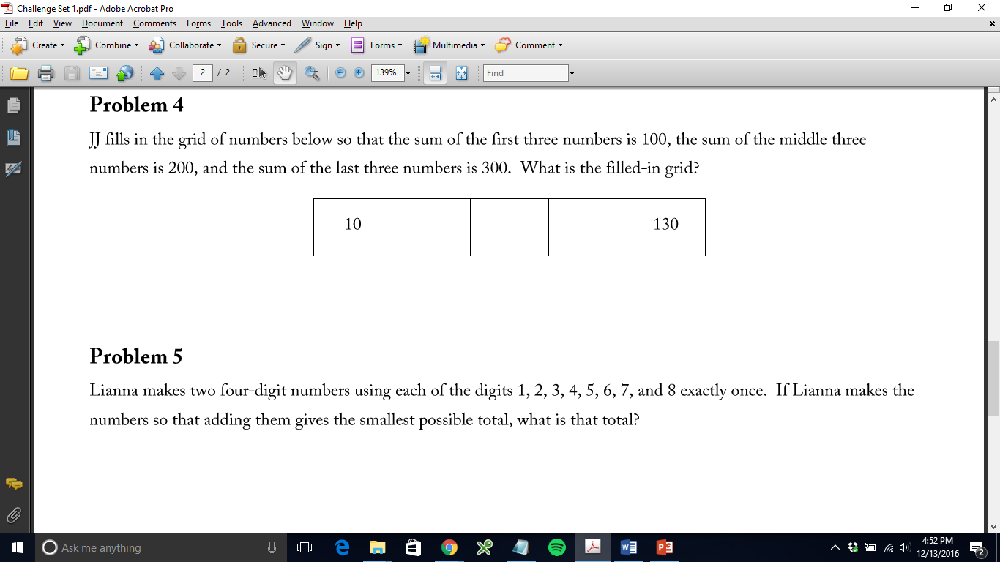 Challenge Set 1.pdf - Adobe Acrobat Pro
File Edit View Document Comments Forms Tools Advanced Window Help
Create Combine Collaborate Secure Sign Forms Multimedia Comment
2 / 2 139% Find
Problem 4
JJ fills in the grid of numbers below so that the sum of the first three numbers is 100, the sum of the middle three
numbers is 200, and the sum of the last three numbers is 300. What is the filled-in grid?
10 130
Problem 5
Lianna makes two four-digit numbers using each of the digits 1, 2, 3, 4, 5, 6, 7, and 8 exactly once. If Lianna makes the
numbers so that adding them gives the smallest possible total, what is that total?
Ask me anything
4:52 PM
12/13/2016
2